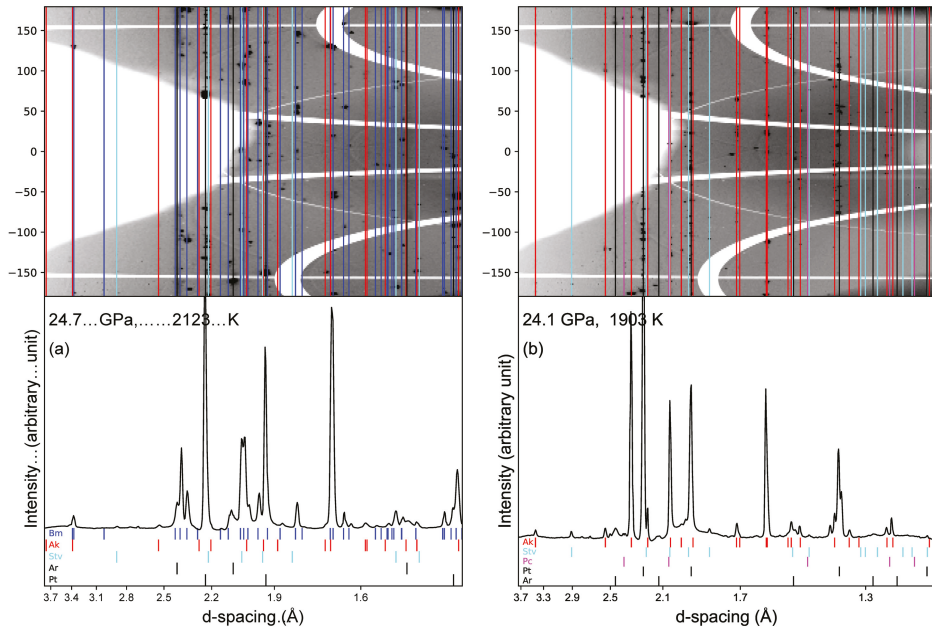 150
100
50
0
−50
−100
−150
24.7...GPa,......2123...K
(a)
Intensity...(arbitrary...unit)
Bm
Ak
Stv
Ar
Pt
3.7 3.4 3.1 2.8 2.5 2.2 1.9 1.6
d-spacing.(Å)
150
100
50
0
−50
−100
−150
24.1 GPa, 1903 K
(b)
Intensity (arbitrary unit)
Ak
Stv
Pc
Pt
Ar
3.7 3.3 2.9 2.5 2.1 1.7 1.3
d-spacing (Å)